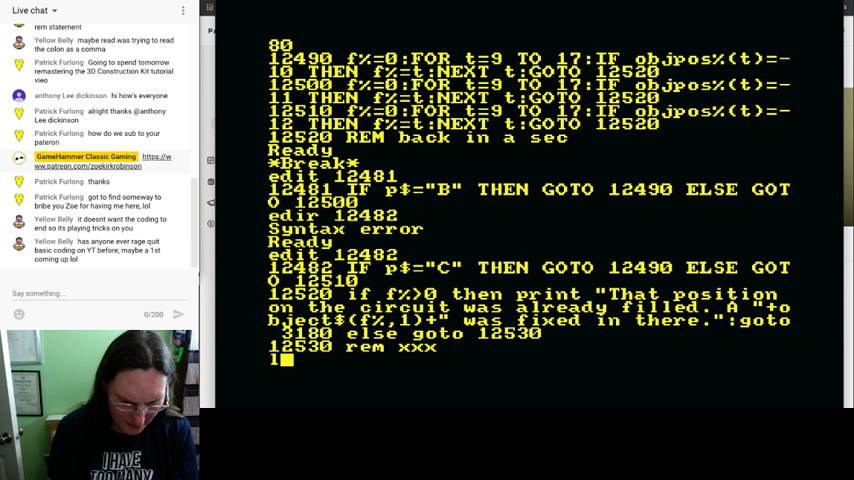 Live chat
rem statement
Yellow Belly maybe read was trying to read
the colon as a comma
Patrick Furlong Going to spend tomorrow
remastering the 3D Construction Kit tutorial
vieo
anthony Lee dickinson hi how's everyone
Patrick Furlong alright thanks @anthony
Lee dickinson
Patrick Furlong how do we sub to your
pateron
GameHammer Classic Gaming https://w
ww.patreon.com/zoekirkrobinson
Patrick Furlong thanks
Patrick Furlong got to find someway to
bribe you Zoe for having me here, lol
Yellow Belly it doesnt want the coding to
end so its playing tricks on you
Yellow Belly has anyone ever rage quit
basic coding on YT before, maybe a 1st
coming up lol
Say something...
0/200
80
12490 f%=0:FOR t=9 TO 17:IF objpos%(t)=-
10 THEN f%=t:NEXT t:GOTO 12520
12500 f%=0:FOR t=9 TO 17:IF objpos%(t)=-
11 THEN f%=t:NEXT t:GOTO 12520
12510 f%=0:FOR t=9 TO 17:IF objpos%(t)=-
12 THEN f%=t:NEXT t:GOTO 12520
12520 REM back in a sec
Ready
*Break*
edit 12481
12481 IF p$="B" THEN GOTO 12490 ELSE GOT
O 12500
edir 12482
Syntax error
Ready
edit 12482
12482 IF p$="C" THEN GOTO 12490 ELSE GOT
O 12510
12520 if f%>0 then print "That position
on the circuit was already filled. A "+o
bject$(f%,1)+" was fixed in there.":goto
3180 else goto 12530
12530 rem xxx
l
I HAVE
TOO MANY